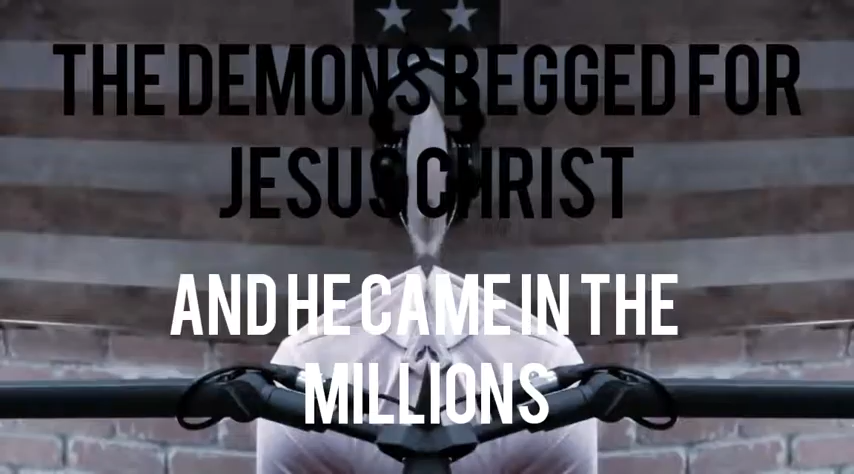 THE DEMONS BEGGED FOR
JESUS CHRIST
AND HE CAME IN THE
MILLIONS